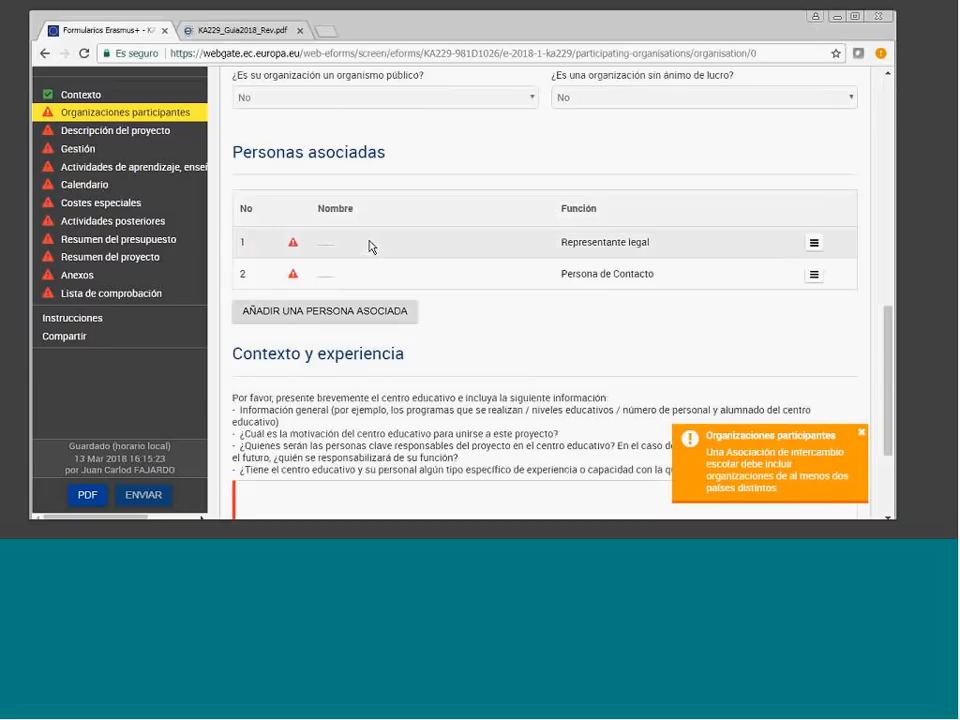 Formularios Erasmus+ - KA
KA229_Guia2018_Rev.pdf
Es seguro https://webgate.ec.europa.eu/web-eforms/screen/eforms/KA229-981D1026/e-2018-1-ka229/participating-organisations/organisation/0
Contexto
Organizaciones participantes
Descripción del proyecto
Gestión
Actividades de aprendizaje, enseñ
Calendario
Costes especiales
Actividades posteriores
Resumen del presupuesto
Resumen del proyecto
Anexos
Lista de comprobación
Instrucciones
Compartir
Guardado (horario local)
13 Mar 2018 16:15:23
por Juan Carlod FAJARDO
PDF
ENVIAR
¿Es su organización un organismo público?
¿Es una organización sin ánimo de lucro?
No
No
Personas asociadas
No Nombre Función
1 Representante legal
2 Persona de Contacto
AÑADIR UNA PERSONA ASOCIADA
Contexto y experiencia
Por favor, presente brevemente el centro educativo e incluya la siguiente información:
- Información general (por ejemplo, los programas que se realizan / niveles educativos / número de personal y alumnado del centro
educativo)
- ¿Cuál es la motivación del centro educativo para unirse a este proyecto?
- ¿Quienes serán las personas clave responsables del proyecto en el centro educativo? En el caso de
el futuro, ¿quién se responsabilizará de su función?
- ¿Tiene el centro educativo y su personal algún tipo específico de experiencia o capacidad con la qu
Organizaciones participantes
Una Asociación de intercambio
escolar debe incluir
organizaciones de al menos dos
países distintos